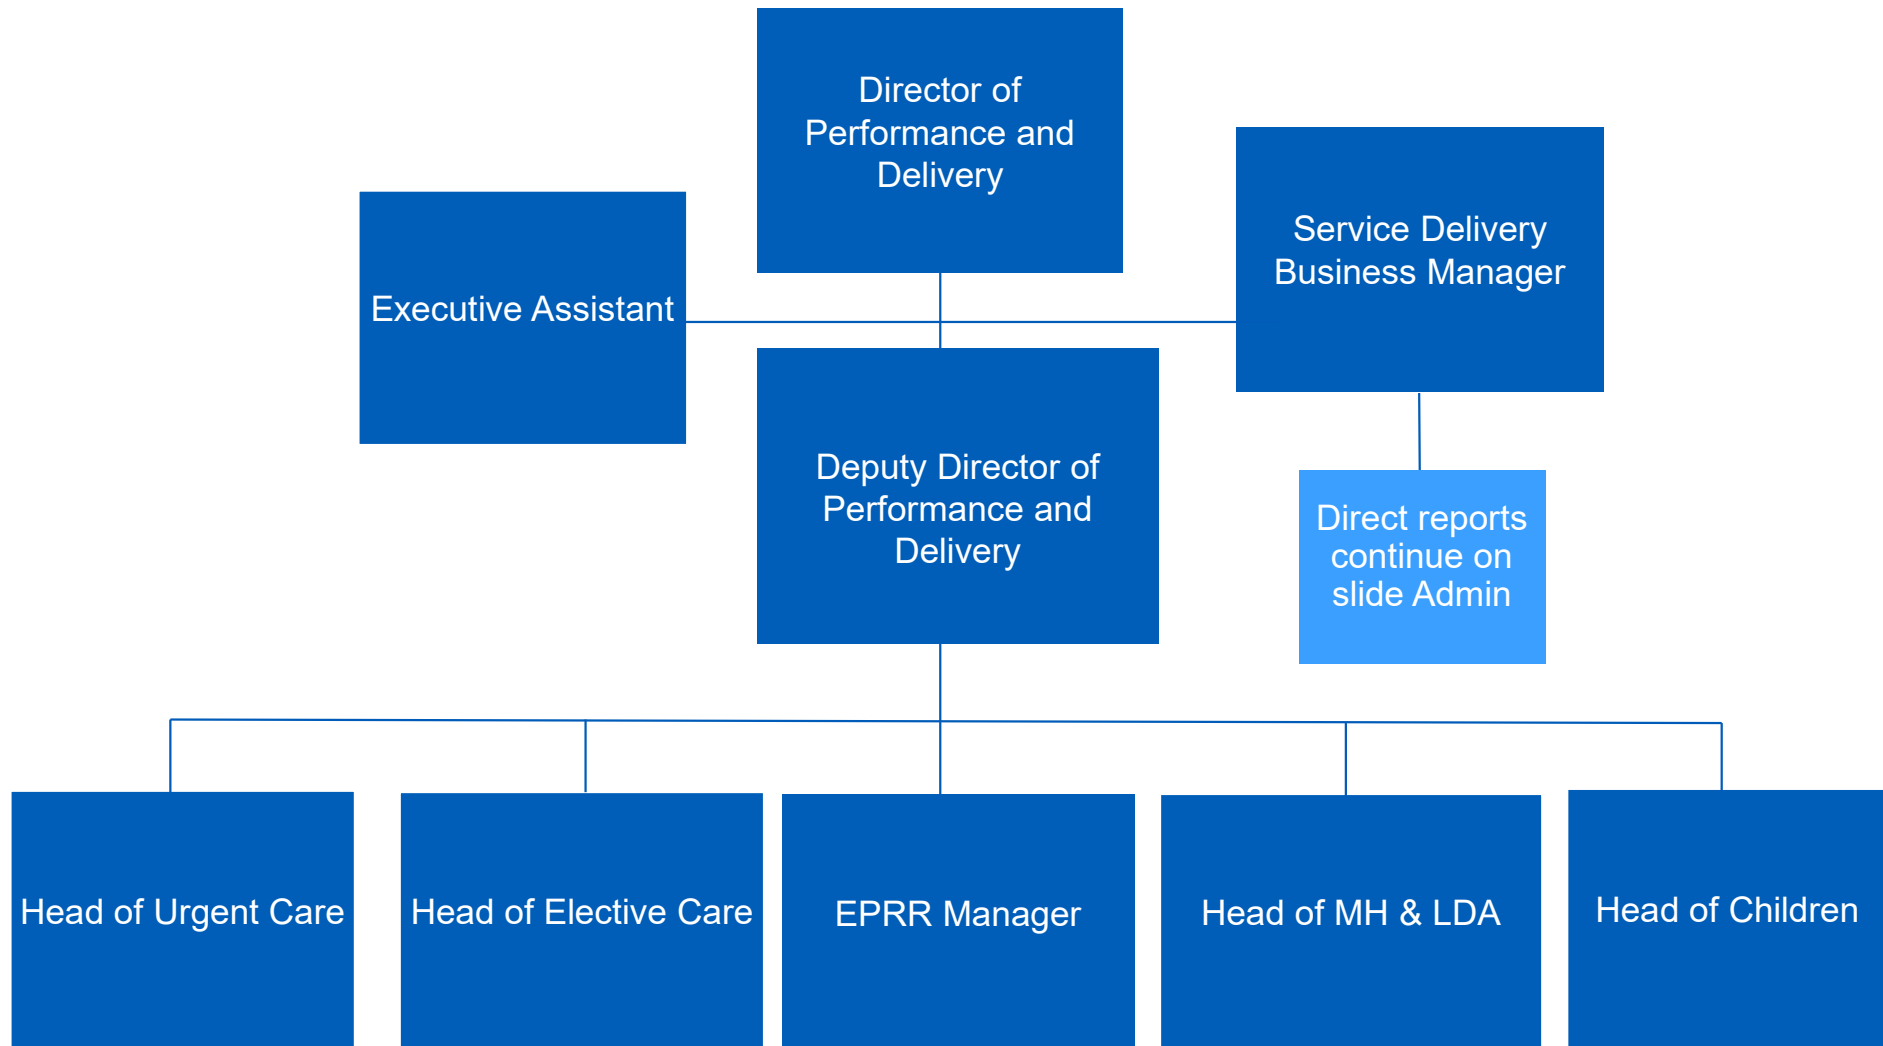 Director of
Performance and
Delivery
Service Delivery
Business Manager
Executive Assistant
Deputy Director of
Performance and
Delivery
Direct reports
continue on
slide Admin
Head of Urgent Care
Head of Elective Care
EPRR Manager
Head of MH & LDA
Head of Children